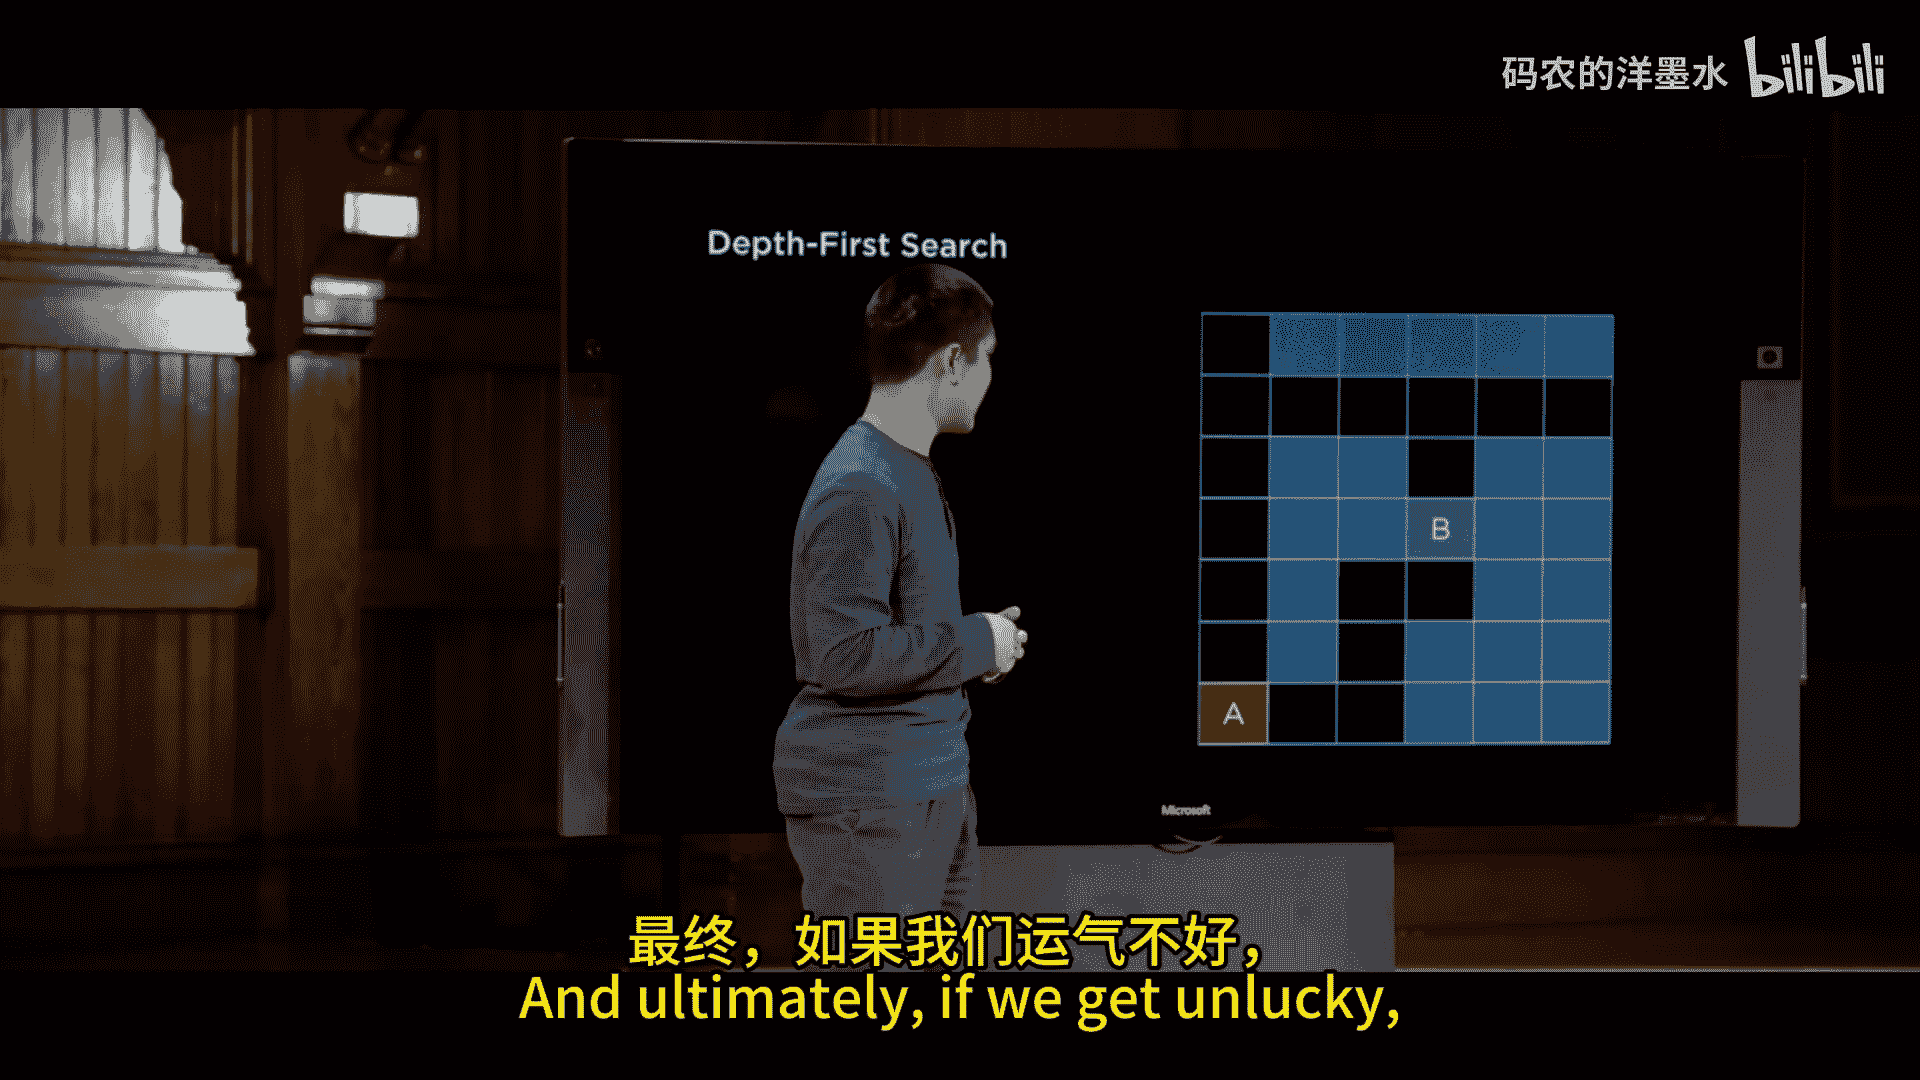 码农的洋墨水 bilibili
Depth-First Search
B
A
Microsoft
最终，如果我们运气不好，
And ultimately, if we get unlucky,